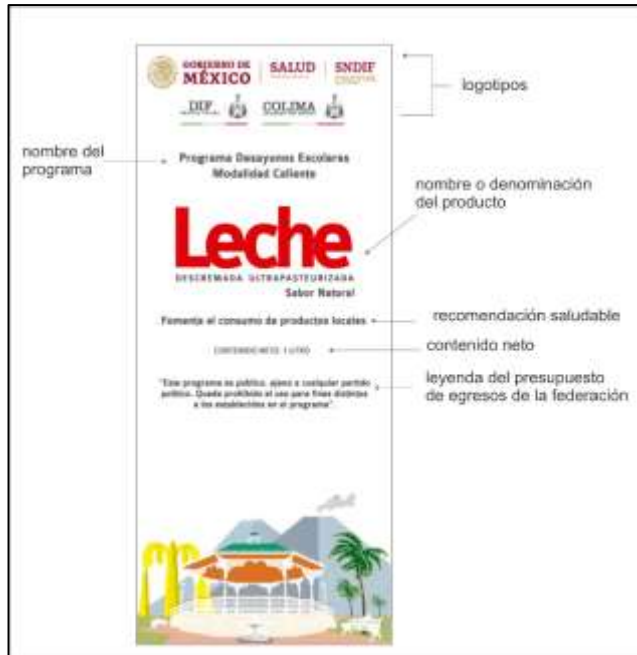 GOBIERNO DE
MÉXICO
SALUD
SNDIF
DIF
COLIMA
logotipos
nombre del
programa
Programa Desayunos Escolares
Modalidad Caliente
nombre o denominación
del producto
Leche
DESCREMADA ULTRAPASTEURIZADA
Sabor Natural
Fomenta el consumo de productos locales
recomendación saludable
CONTENIDO NETO: 1 LITRO
contenido neto
"Este programa es público, ajeno a cualquier partido
político. Queda prohibido el uso para fines distintos
a los establecidos en el programa"
leyenda del presupuesto
de egresos de la federación